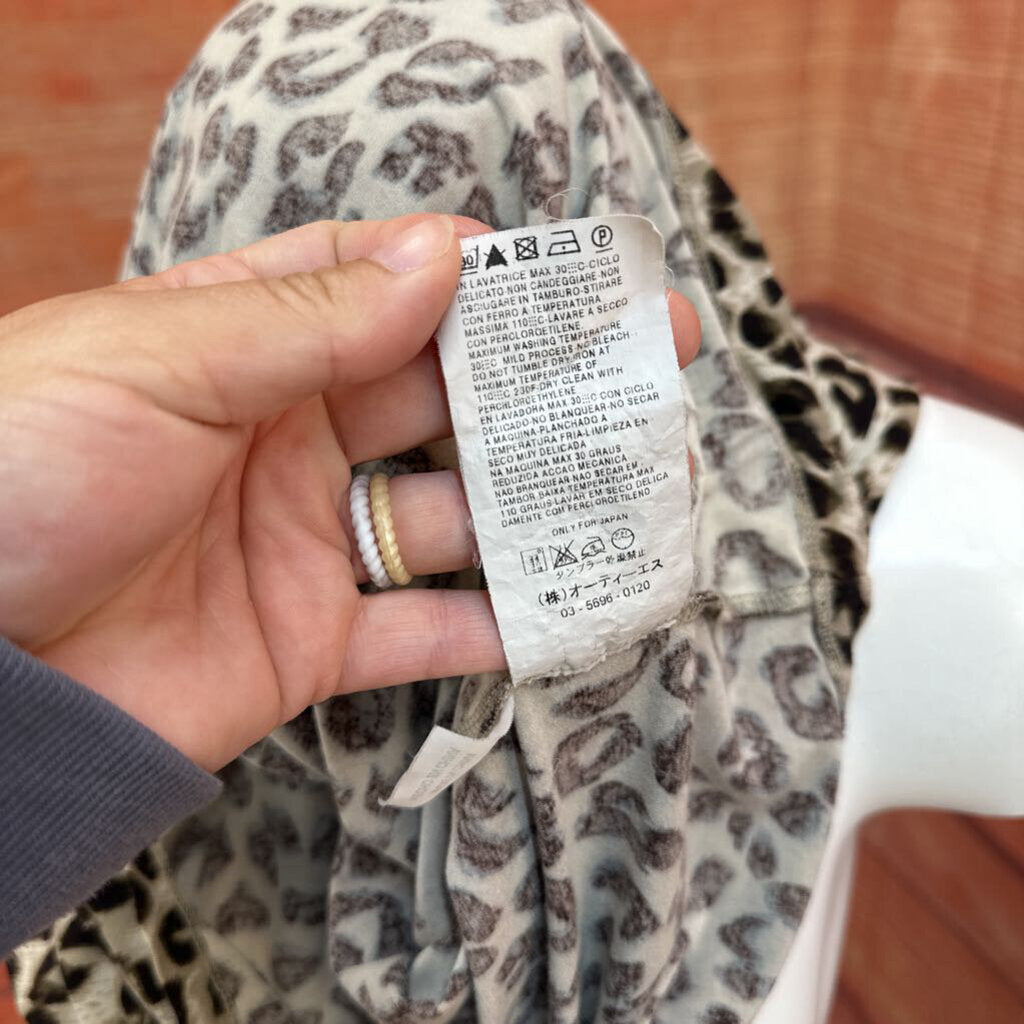 30
P
IN LAVATRICE MAX 30░C-CICLO
DELICATO-NON CANDEGGIARE-NON
ASCIUGARE IN TAMBURO-STIRARE
CON FERRO A TEMPERATURA
MASSIMA 110░C-LAVARE A SECCO
CON PERCLOROETILENE.
MAXIMUM WASHING TEMPERATURE
30░C MILD PROCESS NO BLEACH-
DO NOT TUMBLE DRY-IRON AT
MAXIMUM TEMPERATURE OF
110░C 230F-DRY CLEAN WITH
PERCHLOROETHYLENE
EN LAVADORA MAX 30░C CON CICLO
DELICADO-NO BLANQUEAR-NO SECAR
A MAQUINA-PLANCHADO A
TEMPERATURA FRIA-LIMPIEZA EN
SECO MUY DELICADA
NA MAQUINA MAX 30 GRAUS
REDUZIDA ACCAO MECANICA
NAO BRANQUEAR-NAO SECAR EM
TAMBOR BAIXA TEMPERATURA MAX
110 GRAUS-LAVAR EM SECO DELICA
DAMENTE COM PERCLOROETILENO
ONLY FOR JAPAN
タンブラー処理禁止
(株)オーティーエス
03-5696-0120